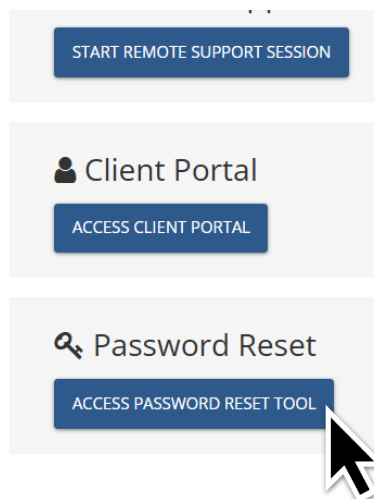 START REMOTE SUPPORT SESSION
Client Portal
ACCESS CLIENT PORTAL
Password Reset
ACCESS PASSWORD RESET TOOL